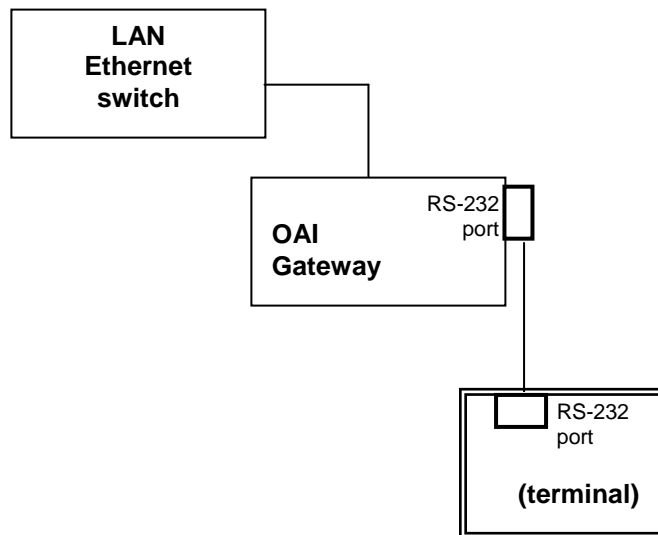 LAN
Ethernet
switch
RS-232
port
OAI
Gateway
RS-232
port
(terminal)